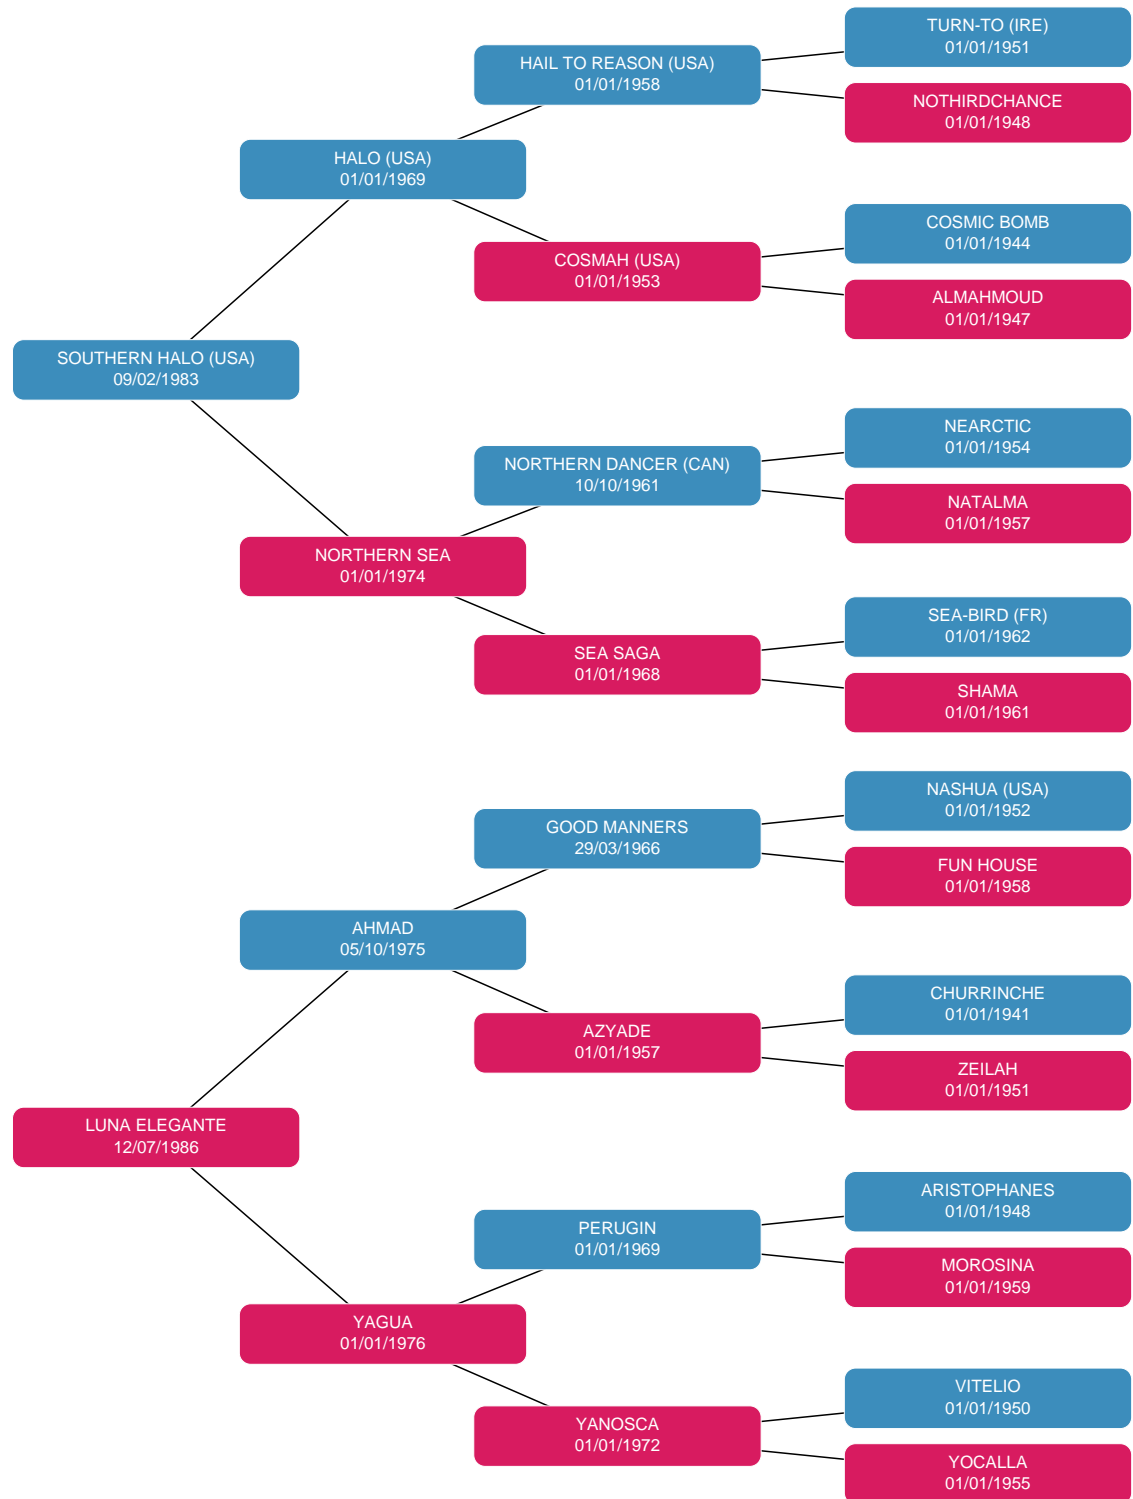 TURN-TO (IRE)
01/01/1951
HAIL TO REASON (USA)
01/01/1958
NOTHIRDCHANCE
01/01/1948
HALO (USA)
01/01/1969
COSMIC BOMB
01/01/1944
COSMAH (USA)
01/01/1953
ALMAHMOUD
01/01/1947
SOUTHERN HALO (USA)
09/02/1983
NEARCTIC
01/01/1954
NORTHERN DANCER (CAN)
10/10/1961
NATALMA
01/01/1957
NORTHERN SEA
01/01/1974
SEA-BIRD (FR)
01/01/1962
SEA SAGA
01/01/1968
SHAMA
01/01/1961
NASHUA (USA)
01/01/1952
GOOD MANNERS
29/03/1966
FUN HOUSE
01/01/1958
AHMAD
05/10/1975
CHURRINCHE
01/01/1941
AZYADE
01/01/1957
ZEILAH
01/01/1951
LUNA ELEGANTE
12/07/1986
ARISTOPHANES
01/01/1948
PERUGIN
01/01/1969
MOROSINA
01/01/1959
YAGUA
01/01/1976
VITELIO
01/01/1950
YANOSCA
01/01/1972
YOCALLA
01/01/1955